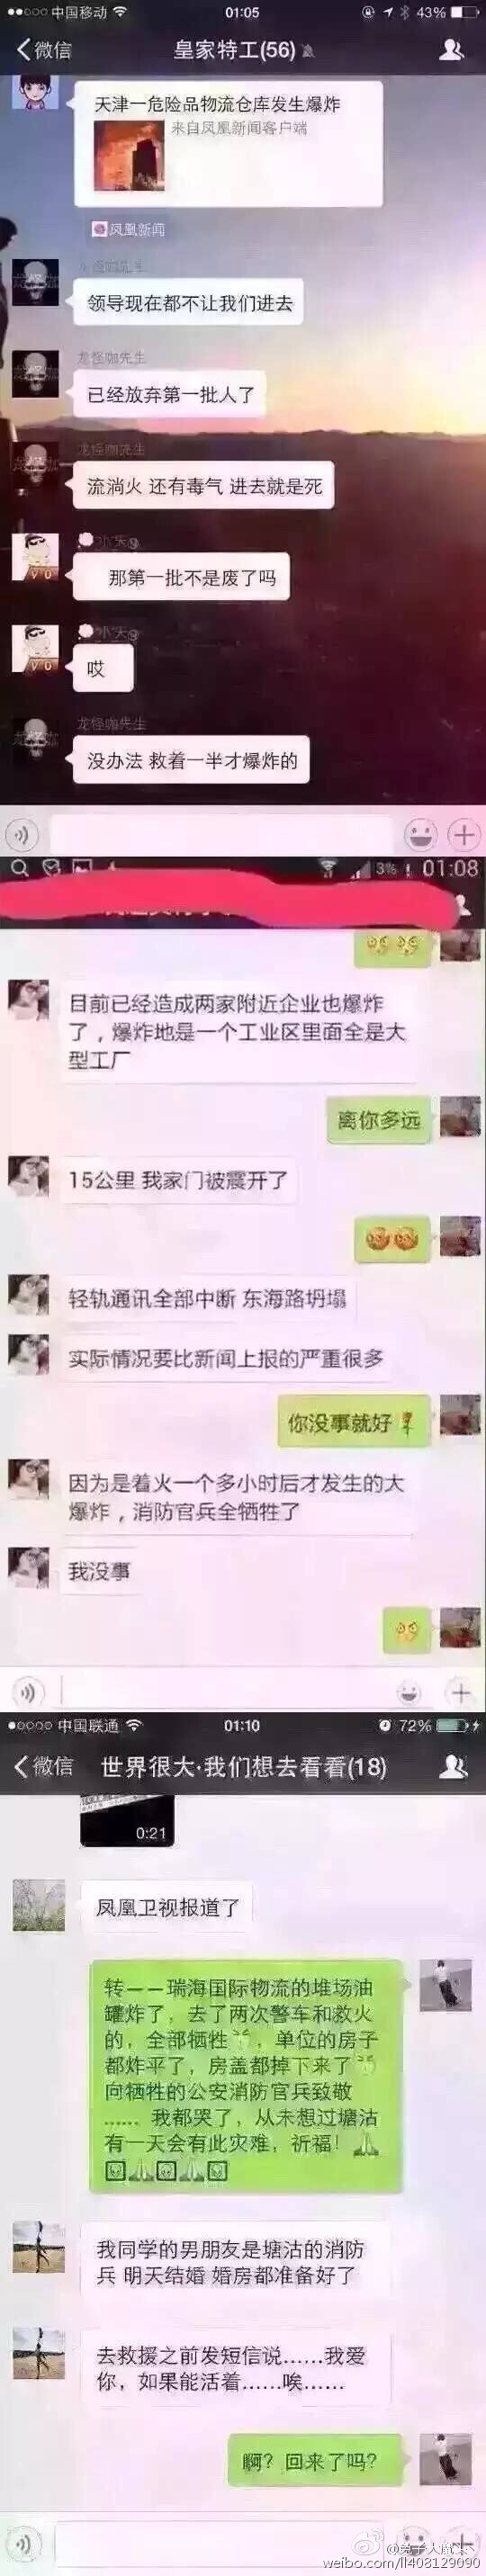 中国移动
01:05
43%
微信
皇家特工(56)
天津一危险品物流仓库发生爆炸
来自凤凰新闻客户端
凤凰新闻
领导现在都不让我们进去
龙怪咖先生
已经放弃第一批人了
龙怪咖先生
流淌火 还有毒气 进去就是死
那第一批不是废了吗
哎
龙怪咖先生
没办法 救着一半才爆炸的
3%
01:08
目前已经造成两家附近企业也爆炸
了，爆炸地是一个工业区里面全是大
型工厂
离你多远
15公里 我家门被震开了
轻轨通讯全部中断 东海路坍塌
实际情况要比新闻上报的严重很多
你没事就好
因为是着火一个多小时后才发生的大
爆炸，消防官兵全牺牲了
我没事
中国联通
01:10
72%
微信
世界很大·我们想去看看(18)
0:21
凤凰卫视报道了
转——瑞海国际物流的堆场油
罐炸了，去了两次警车和救火
的，全部牺牲，单位的房子
都炸平了，房盖都掉下来了
向牺牲的公安消防官兵致敬
…… 我都哭了，从未想过塘沽
有一天会有此灾难，祈福！
我同学的男朋友是塘沽的消防
兵 明天结婚 婚房都准备好了
去救援之前发短信说……我爱
你，如果能活着……唉……
啊？回来了吗？
weibo.com/ll408129090